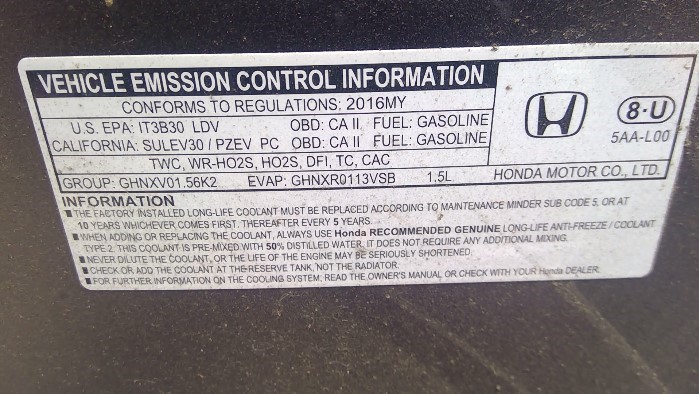 VEHICLE EMISSION CONTROL INFORMATION
CONFORMS TO REGULATIONS: 2016MY
U.S. EPA: IT3B30 LDV OBD: CA II FUEL: GASOLINE
CALIFORNIA: SULEV30 / PZEV PC OBD: CA II FUEL: GASOLINE
TWC, WR-HO2S, HO2S, DFI, TC, CAC
GROUP: GHNXV01.56K2 EVAP: GHNXR0113VSB 1.5L
8·U
5AA-L00
HONDA MOTOR CO., LTD.
INFORMATION
■ THE FACTORY INSTALLED LONG-LIFE COOLANT MUST BE REPLACED ACCORDING TO MAINTENANCE MINDER SUB CODE 5, OR AT
10 YEARS WHICHEVER COMES FIRST. THEREAFTER EVERY 5 YEARS.
■ WHEN ADDING OR REPLACING THE COOLANT, ALWAYS USE Honda RECOMMENDED GENUINE LONG-LIFE ANTI-FREEZE / COOLANT
TYPE 2. THIS COOLANT IS PRE-MIXED WITH 50% DISTILLED WATER. IT DOES NOT REQUIRE ANY ADDITIONAL MIXING.
■ NEVER DILUTE THE COOLANT, OR THE LIFE OF THE ENGINE MAY BE SERIOUSLY SHORTENED.
■ CHECK OR ADD THE COOLANT AT THE RESERVE TANK, NOT THE RADIATOR.
■ FOR FURTHER INFORMATION ON THE COOLING SYSTEM, READ THE OWNER'S MANUAL OR CHECK WITH YOUR Honda DEALER.